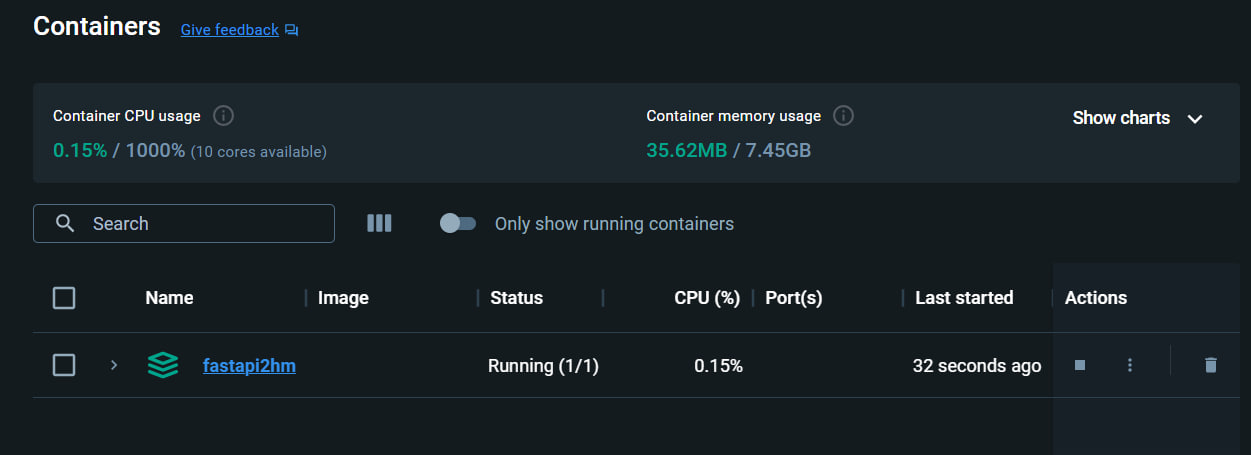 Containers Give feedback
Container CPU usage Container memory usage Show charts
0.15% / 1000% (10 cores available) 35.62MB / 7.45GB
Search Only show running containers
Name Image Status CPU (%) Port(s) Last started Actions
fastapi2hm Running (1/1) 0.15% 32 seconds ago